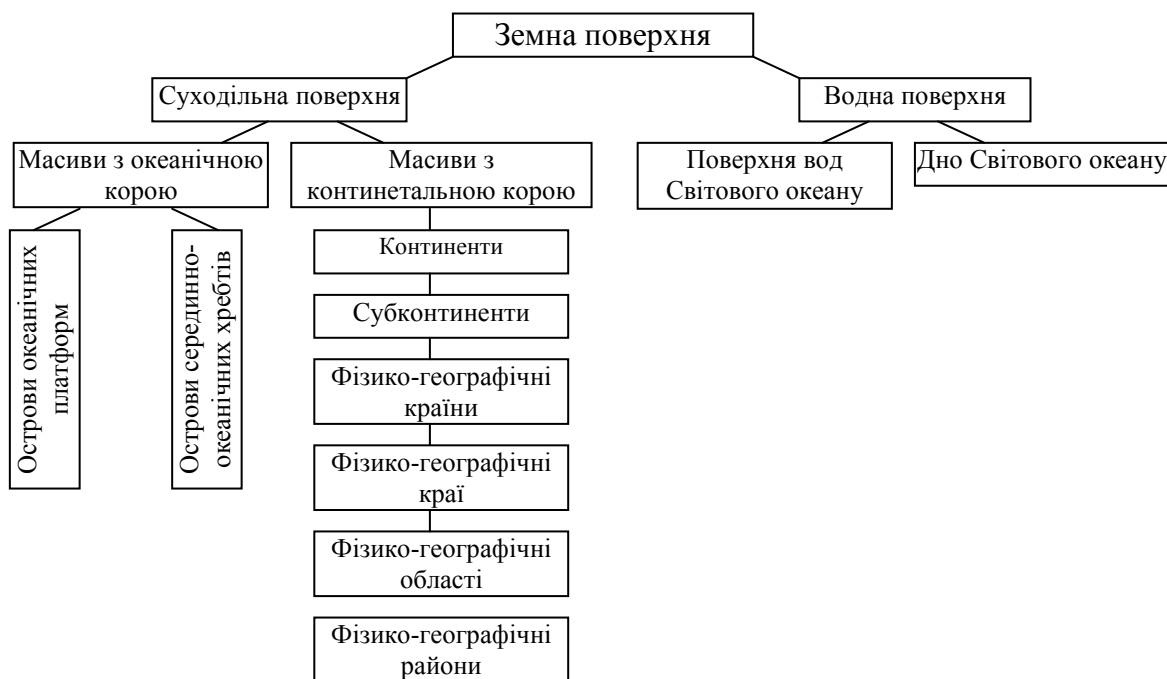 Земна поверхня
Суходільна поверхня
Водна поверхня
Масиви з океанічною
корою
Масиви з
континетальною корою
Поверхня вод
Світового океану
Дно Світового океану
Острови океанічних
платформ
Острови серединно-
океанічних хребтів
Континенти
Субконтиненти
Фізико-географічні
країни
Фізико-географічні
краї
Фізико-географічні
області
Фізико-географічні
райони